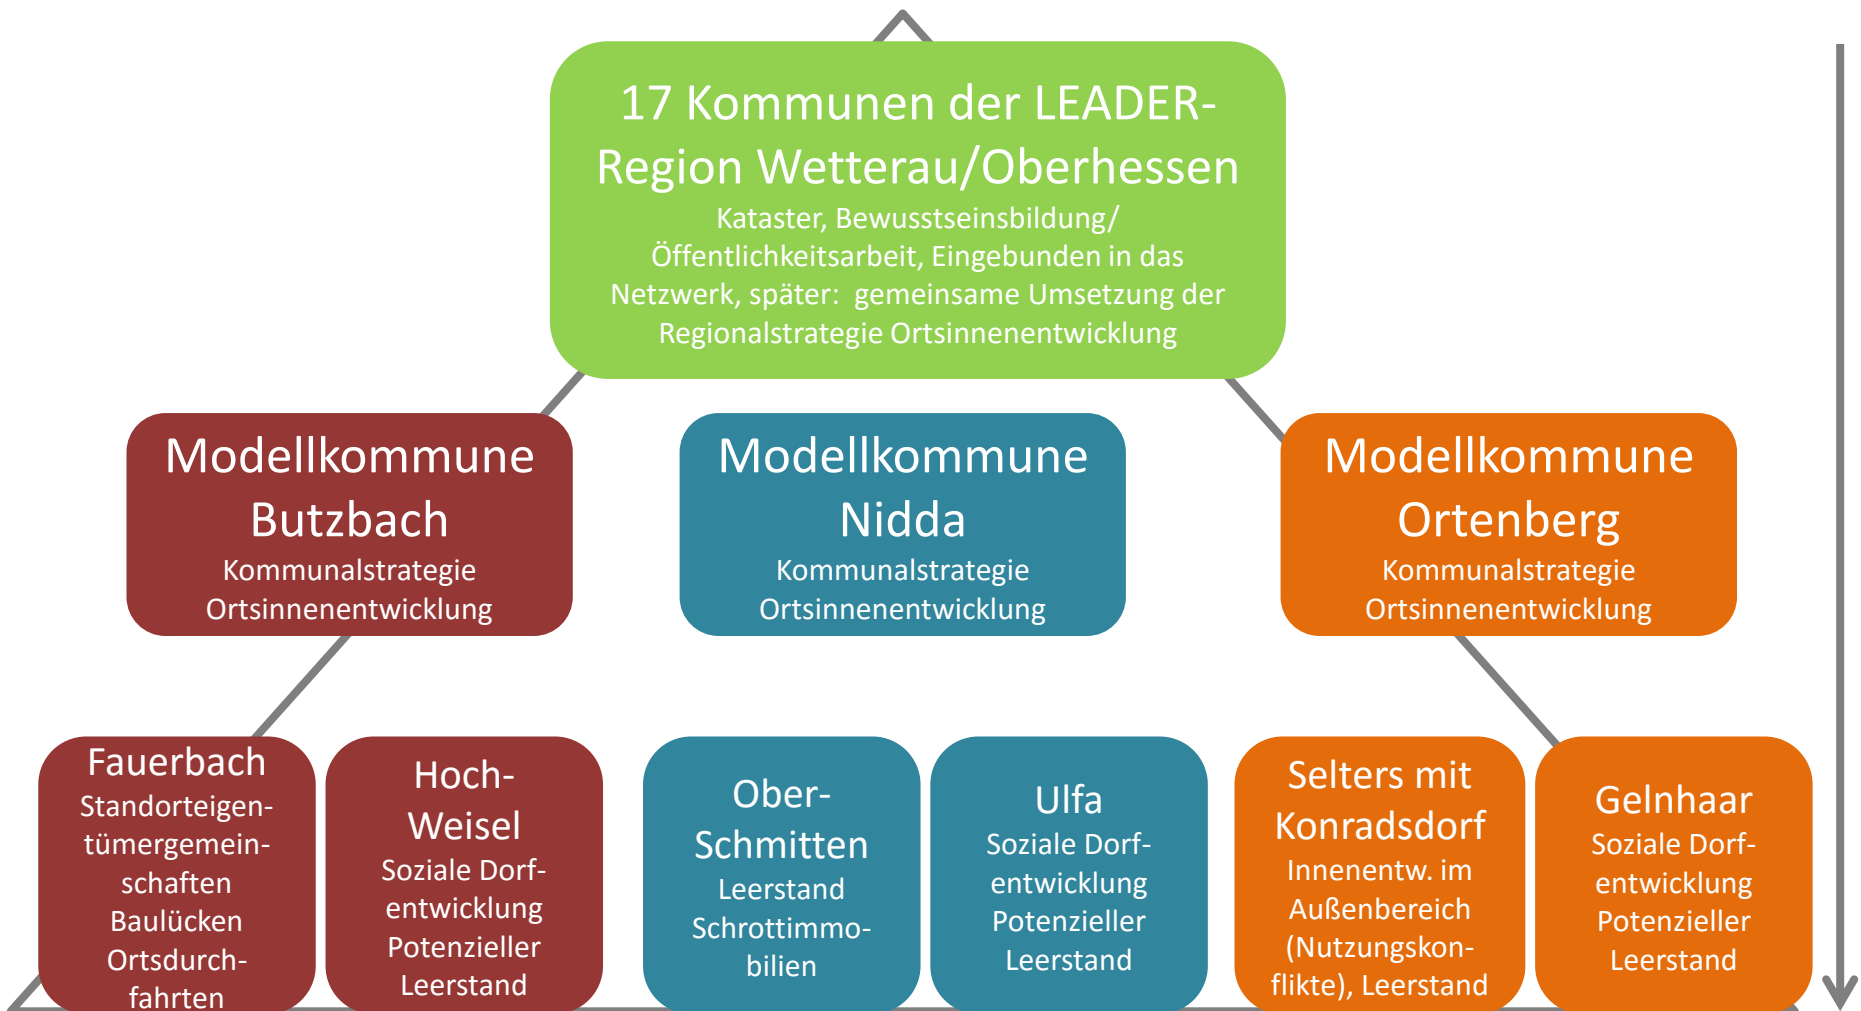 17 Kommunen der LEADER-
Region Wetterau/Oberhessen
Kataster, Bewusstseinsbildung/
Öffentlichkeitsarbeit, Eingebunden in das
Netzwerk, später: gemeinsame Umsetzung der
Regionalstrategie Ortsinnenentwicklung
Modellkommune
Butzbach
Kommunalstrategie
Ortsinnenentwicklung
Modellkommune
Nidda
Kommunalstrategie
Ortsinnenentwicklung
Modellkommune
Ortenberg
Kommunalstrategie
Ortsinnenentwicklung
Fauerbach
Standorteigen-
tümergemein-
schaften
Baulücken
Ortsdurch-
fahrten
Hoch-
Weisel
Soziale Dorf-
entwicklung
Potenzieller
Leerstand
Ober-
Schmitten
Leerstand
Schrottimmo-
bilien
Ulfa
Soziale Dorf-
entwicklung
Potenzieller
Leerstand
Selters mit
Konradsdorf
Innenentw. im
Außenbereich
(Nutzungskon-
flikte), Leerstand
Gelnhaar
Soziale Dorf-
entwicklung
Potenzieller
Leerstand